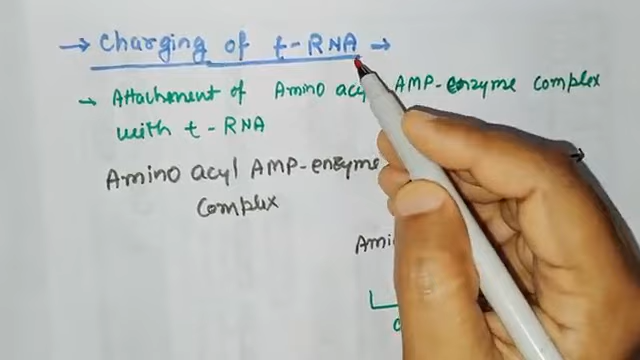 → Charging of t-RNA →
→ Attachment of Amino acyl AMP-enzyme complex
with t-RNA
Amino acyl AMP-enzyme →
Complex